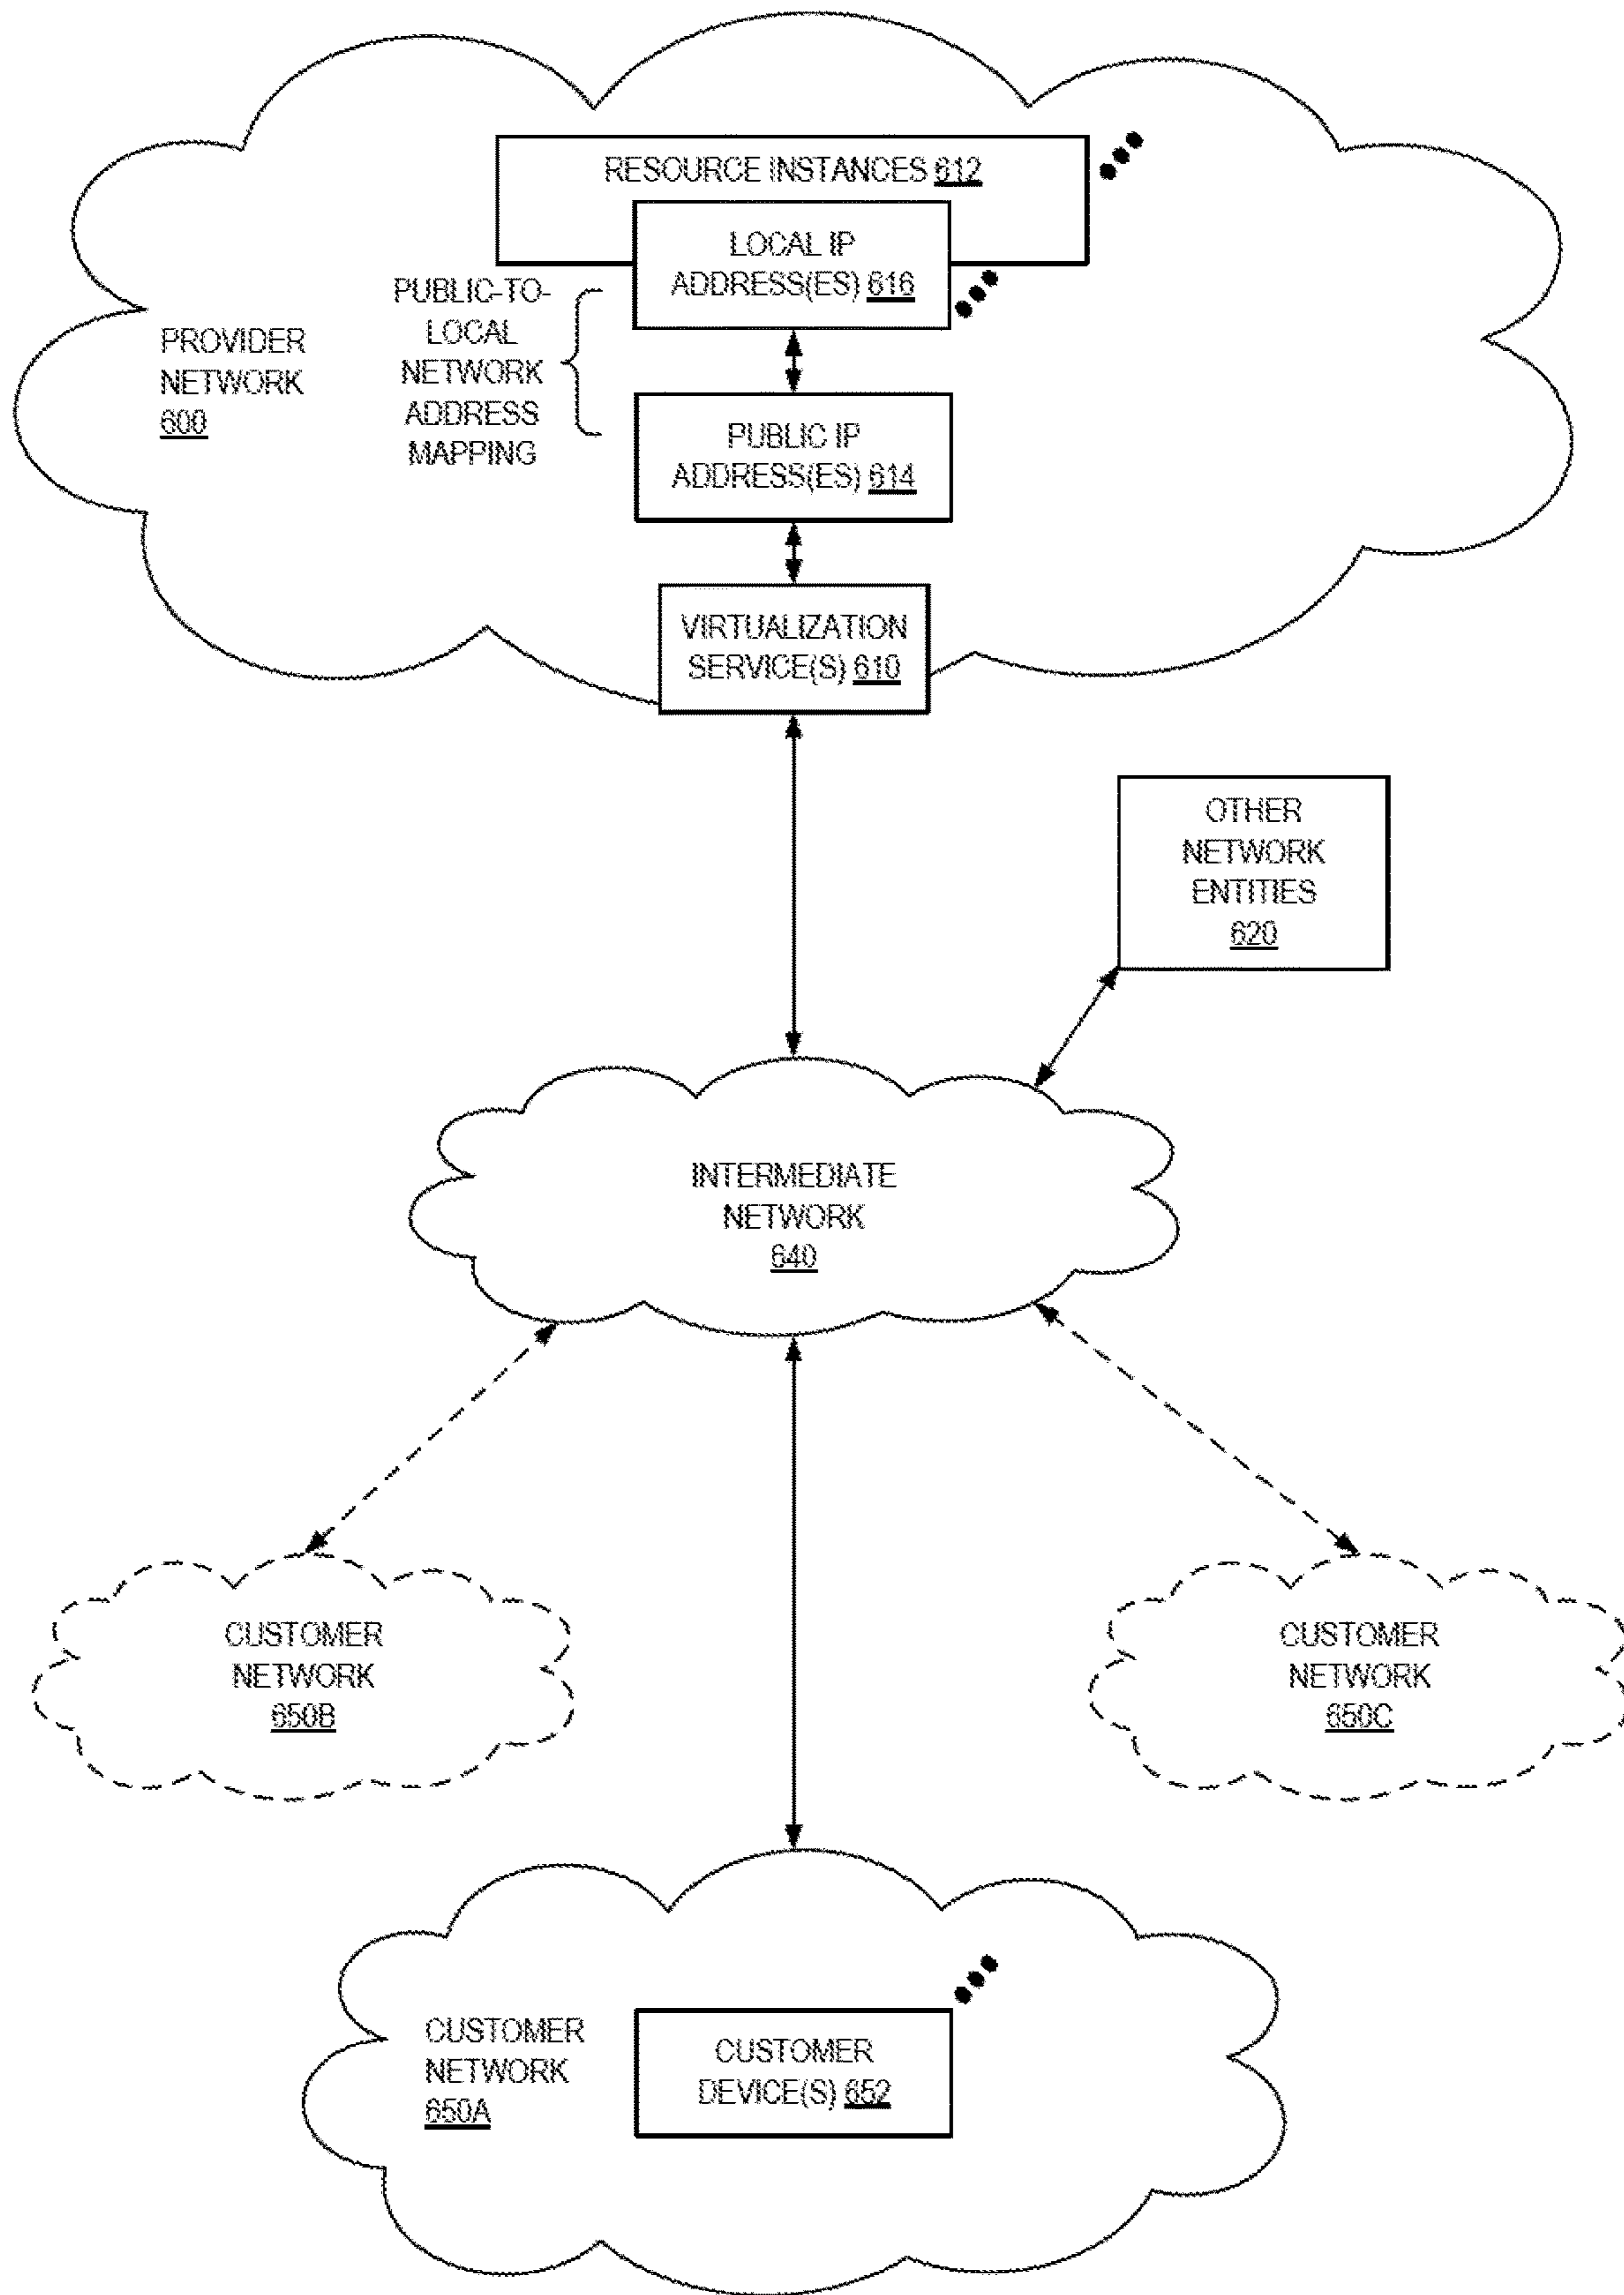 RESOURCE INSTANCES 612
LOCAL IP
ADDRESS(ES) 616
PUBLIC-TO-
LOCAL
NETWORK
ADDRESS
MAPPING
PROVIDER
NETWORK
600
PUBLIC IP
ADDRESS(ES) 614
VIRTUALIZATION
SERVICE(S) 610
OTHER
NETWORK
ENTITIES
620
INTERMEDIATE
NETWORK
640
CUSTOMER
NETWORK
650B
CUSTOMER
NETWORK
650C
CUSTOMER
NETWORK
650A
CUSTOMER
DEVICE(S) 652